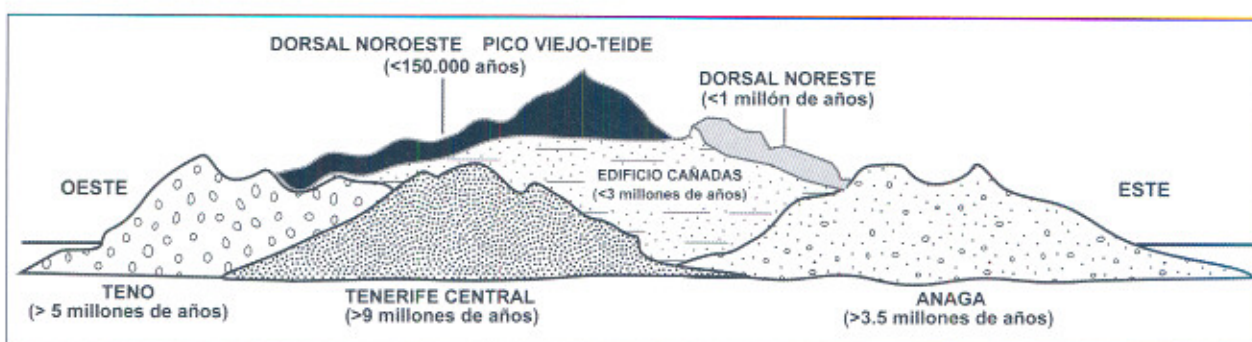 DORSAL NOROESTE PICO VIEJO-TEIDE
(<150.000 años)
DORSAL NORESTE
(<1 millón de años)
OESTE
EDIFICIO CAÑADAS
(<3 millones de años)
ESTE
TENO
(> 5 millones de años)
TENERIFE CENTRAL
(>9 millones de años)
ANAGA
(>3.5 millones de años)